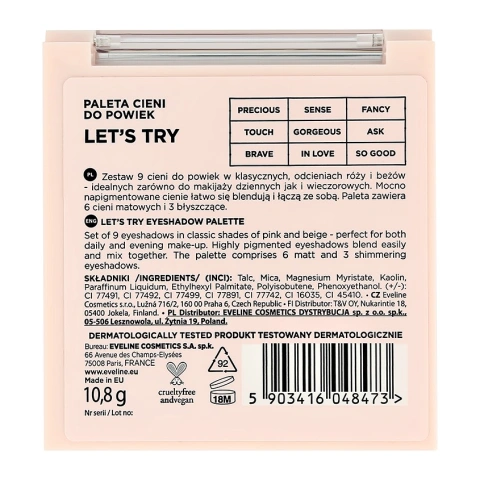 PALETA CIENI
DO POWIEK
LET'S TRY
PRECIOUS SENSE FANCY
TOUCH GORGEOUS ASK
BRAVE IN LOVE SO GOOD
PL Zestaw 9 cieni do powiek w klasycznych, odcieniach róży i beżów
- idealnych zarówno do makijaży dziennych jak i wieczorowych. Mocno
napigmentowane cienie łatwo się blendują i łączą ze sobą. Paleta zawiera
6 cieni matowych i 3 błyszczące.
ENG LET'S TRY EYESHADOW PALETTE
Set of 9 eyeshadows in classic shades of pink and beige - perfect for both
daily and evening make-up. Highly pigmented eyeshadows blend easily
and mix together. The palette comprises 6 matt and 3 shimmering
eyeshadows.
SKŁADNIKI /INGREDIENTS/ (INCI): Talc, Mica, Magnesium Myristate, Kaolin,
Paraffinum Liquidum, Ethylhexyl Palmitate, Polyisobutene, Phenoxyethanol, (+/-):
CI 77491, CI 77492, CI 77499, CI 77891, CI 77742, CI 16035, CI 45410. • CZ Eveline
Cosmetics s.r.o., Lužná 716/2, 160 00 Praha 6, Czech Republic • FI Distributor: T&V OY, Nukarintie 18,
05400 Jokela, Finland. • PL Distributor: EVELINE COSMETICS DYSTRYBUCJA sp. z o.o.,
05-506 Lesznowola, ul. Żytnia 19, Poland.
DERMATOLOGICALLY TESTED PRODUKT TESTOWANY DERMATOLOGICZNIE
Bureau: EVELINE COSMETICS S.A. sp.k.
66 Avenue des Champs-Elysées
75008 Paris, FRANCE
www.eveline.eu
Made in EU
10,8 g
Nr serii / Lot no:
crueltyfree
andvegan
92
18M
5 903416 048473 >